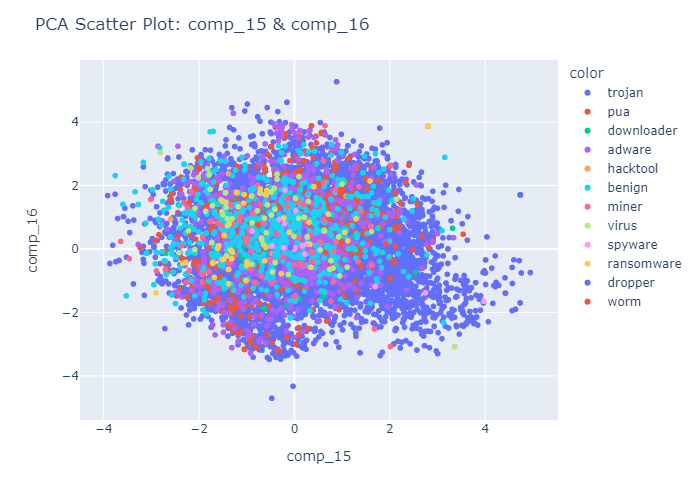 PCA Scatter Plot: comp_15 & comp_16
color
trojan
pua
downloader
adware
hacktool
benign
miner
virus
spyware
ransomware
dropper
worm
comp_16
4
2
0
−2
−4
−4
−2
0
2
4
comp_15